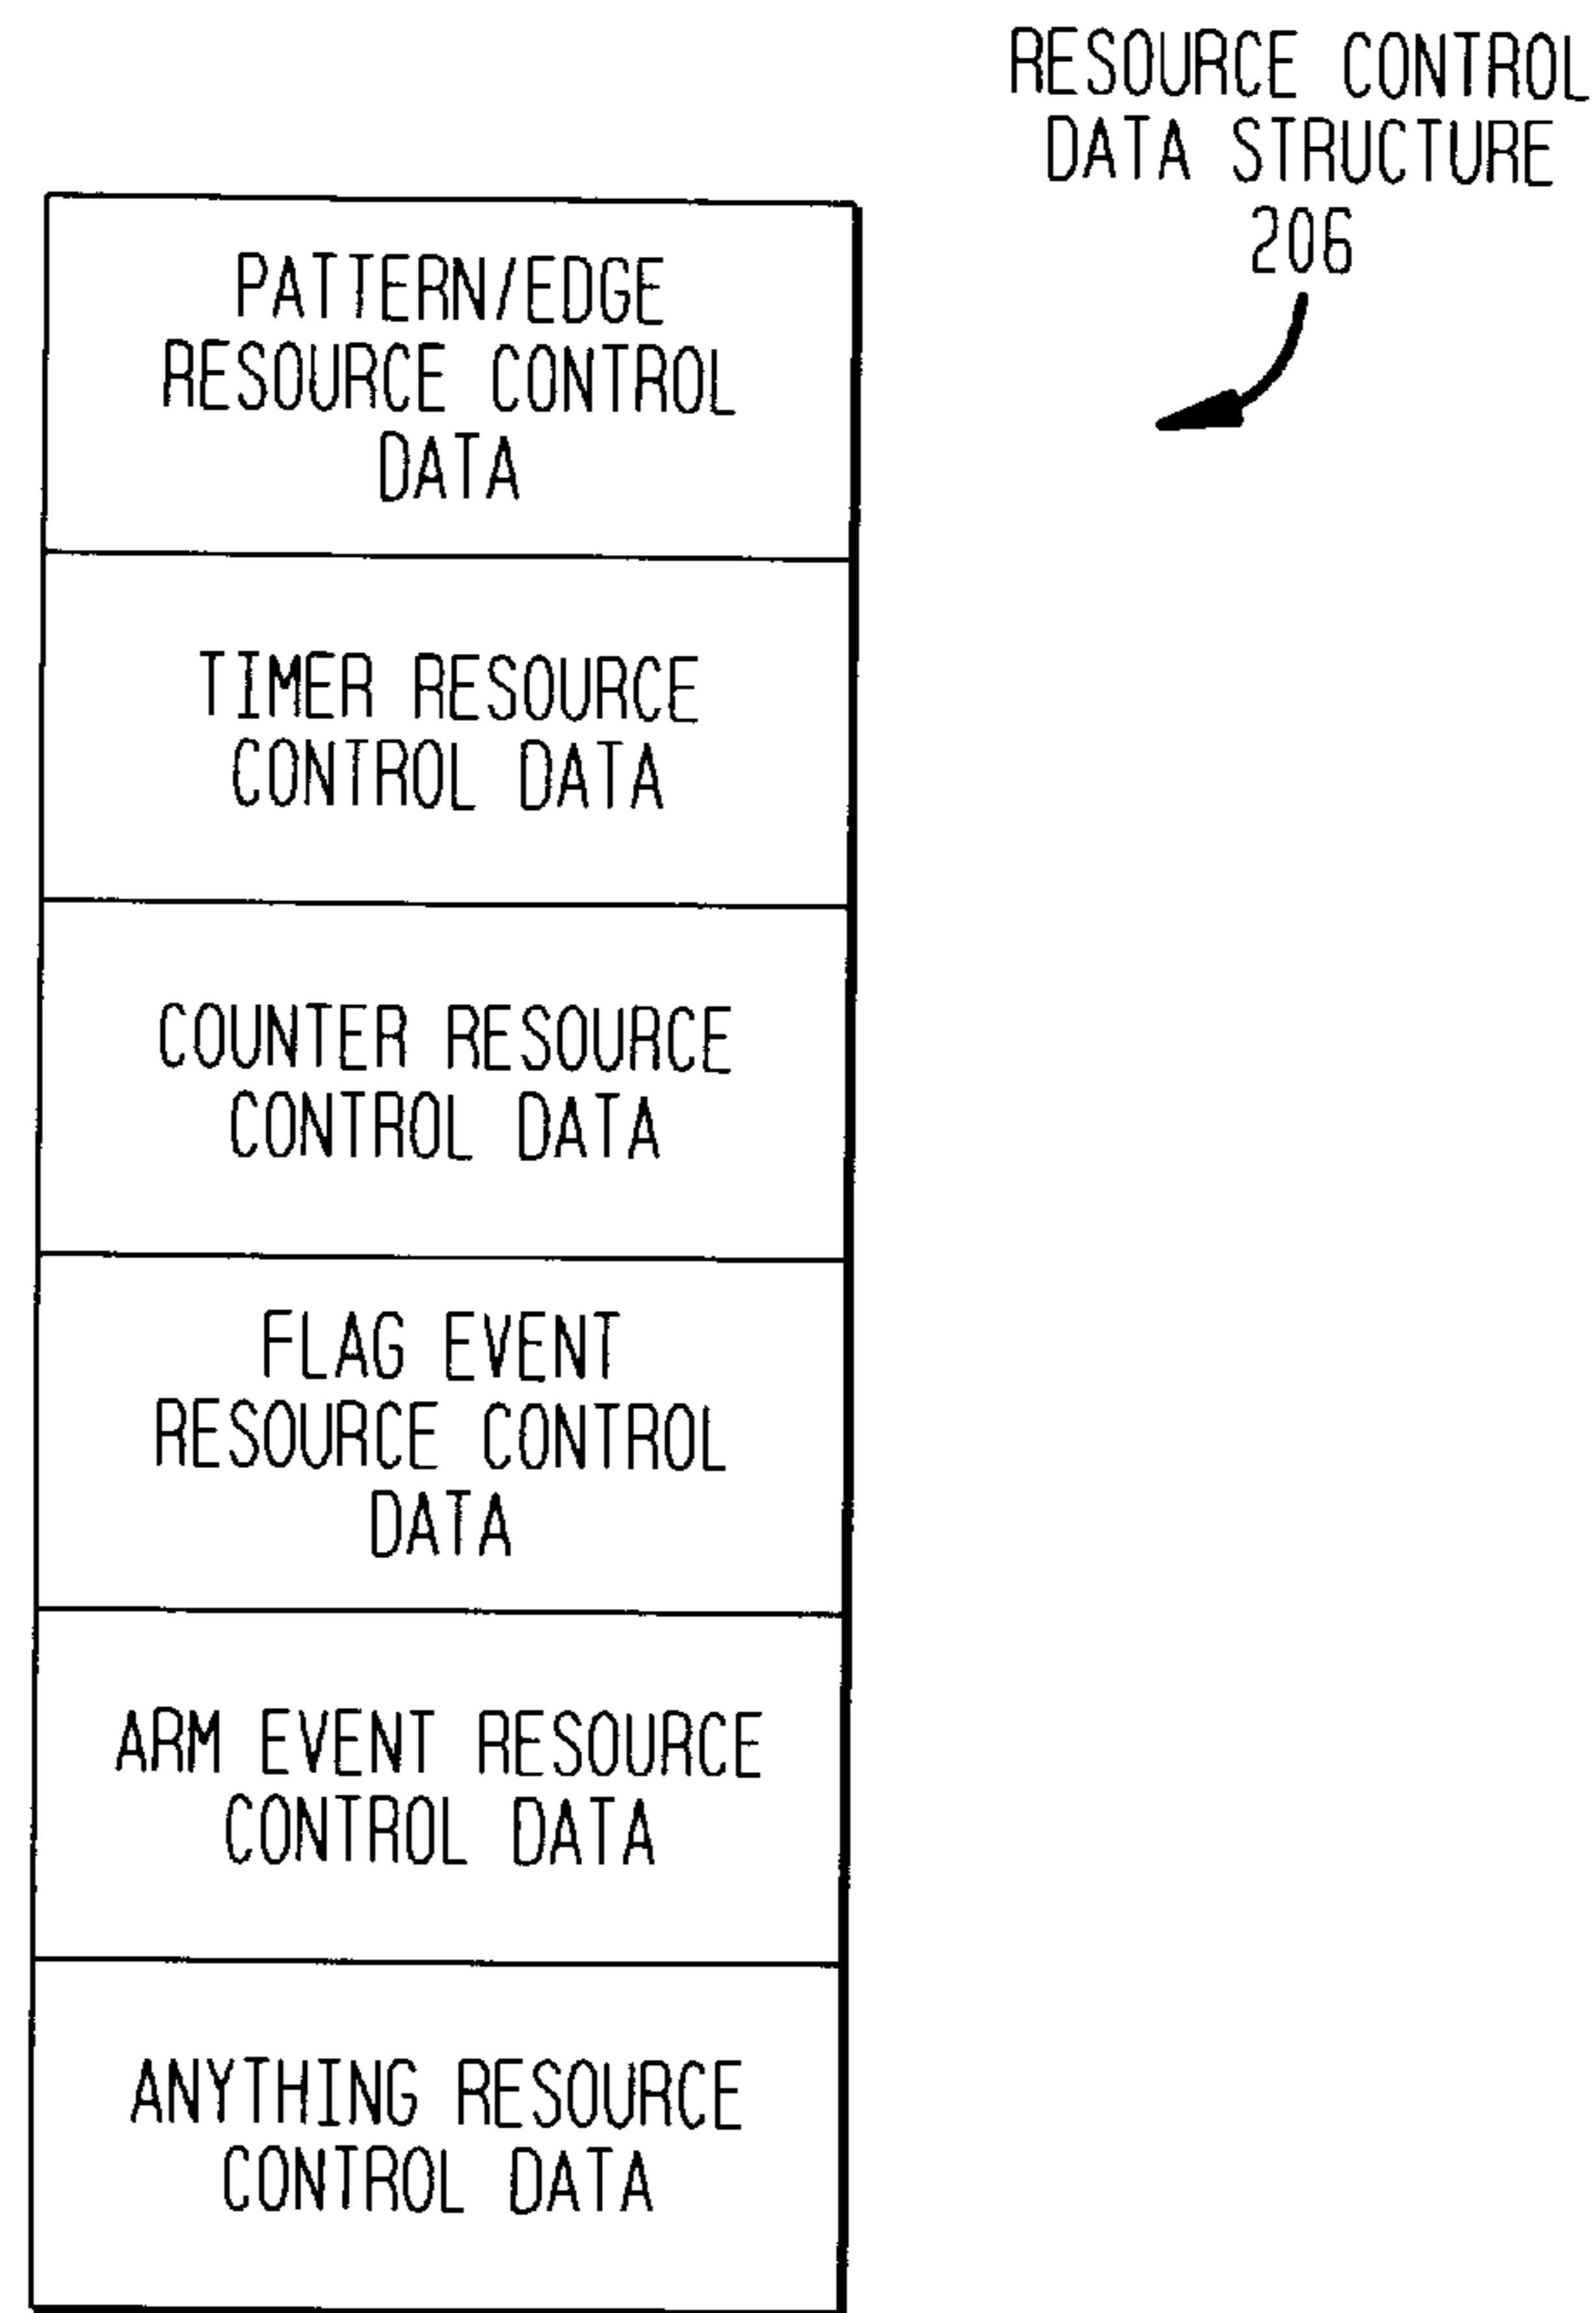 RESOURCE CONTROL
DATA STRUCTURE
206
PATTERN/EDGE
RESOURCE CONTROL
DATA
TIMER RESOURCE
CONTROL DATA
COUNTER RESOURCE
CONTROL DATA
FLAG EVENT
RESOURCE CONTROL
DATA
ARM EVENT RESOURCE
CONTROL DATA
ANYTHING RESOURCE
CONTROL DATA